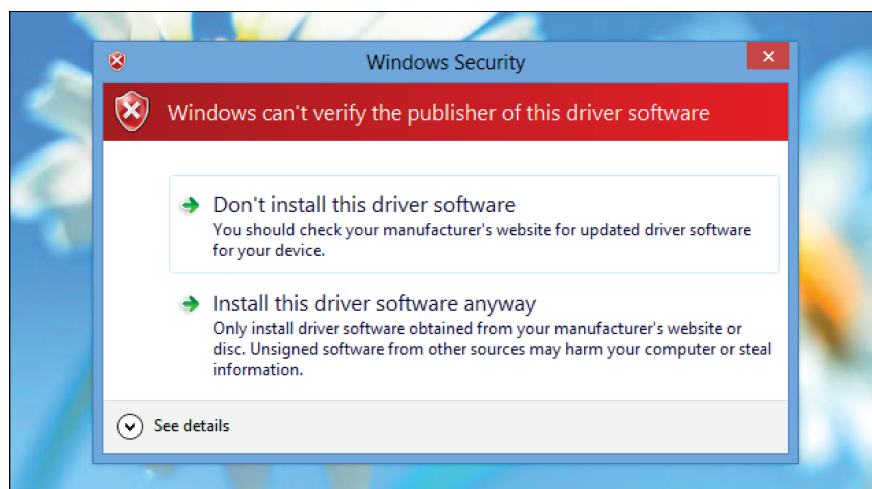 Windows Security
Windows can't verify the publisher of this driver software
Don't install this driver software
You should check your manufacturer's website for updated driver software
for your device.
Install this driver software anyway
Only install driver software obtained from your manufacturer's website or
disc. Unsigned software from other sources may harm your computer or steal
information.
See details